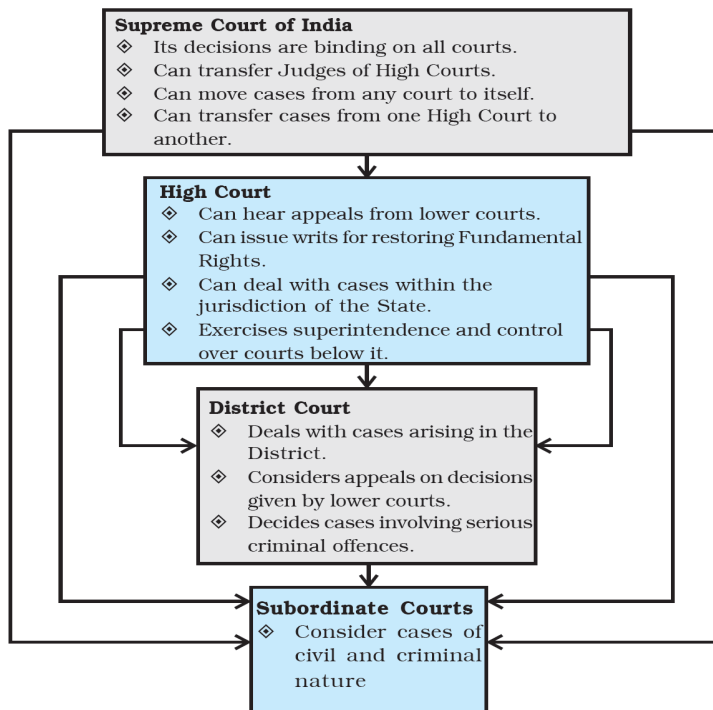 Supreme Court of India
◈ Its decisions are binding on all courts.
◈ Can transfer Judges of High Courts.
◈ Can move cases from any court to itself.
◈ Can transfer cases from one High Court to
another.
High Court
◈ Can hear appeals from lower courts.
◈ Can issue writs for restoring Fundamental
Rights.
◈ Can deal with cases within the
jurisdiction of the State.
◈ Exercises superintendence and control
over courts below it.
District Court
◈ Deals with cases arising in the
District.
◈ Considers appeals on decisions
given by lower courts.
◈ Decides cases involving serious
criminal offences.
Subordinate Courts
◈ Consider cases of
civil and criminal
nature